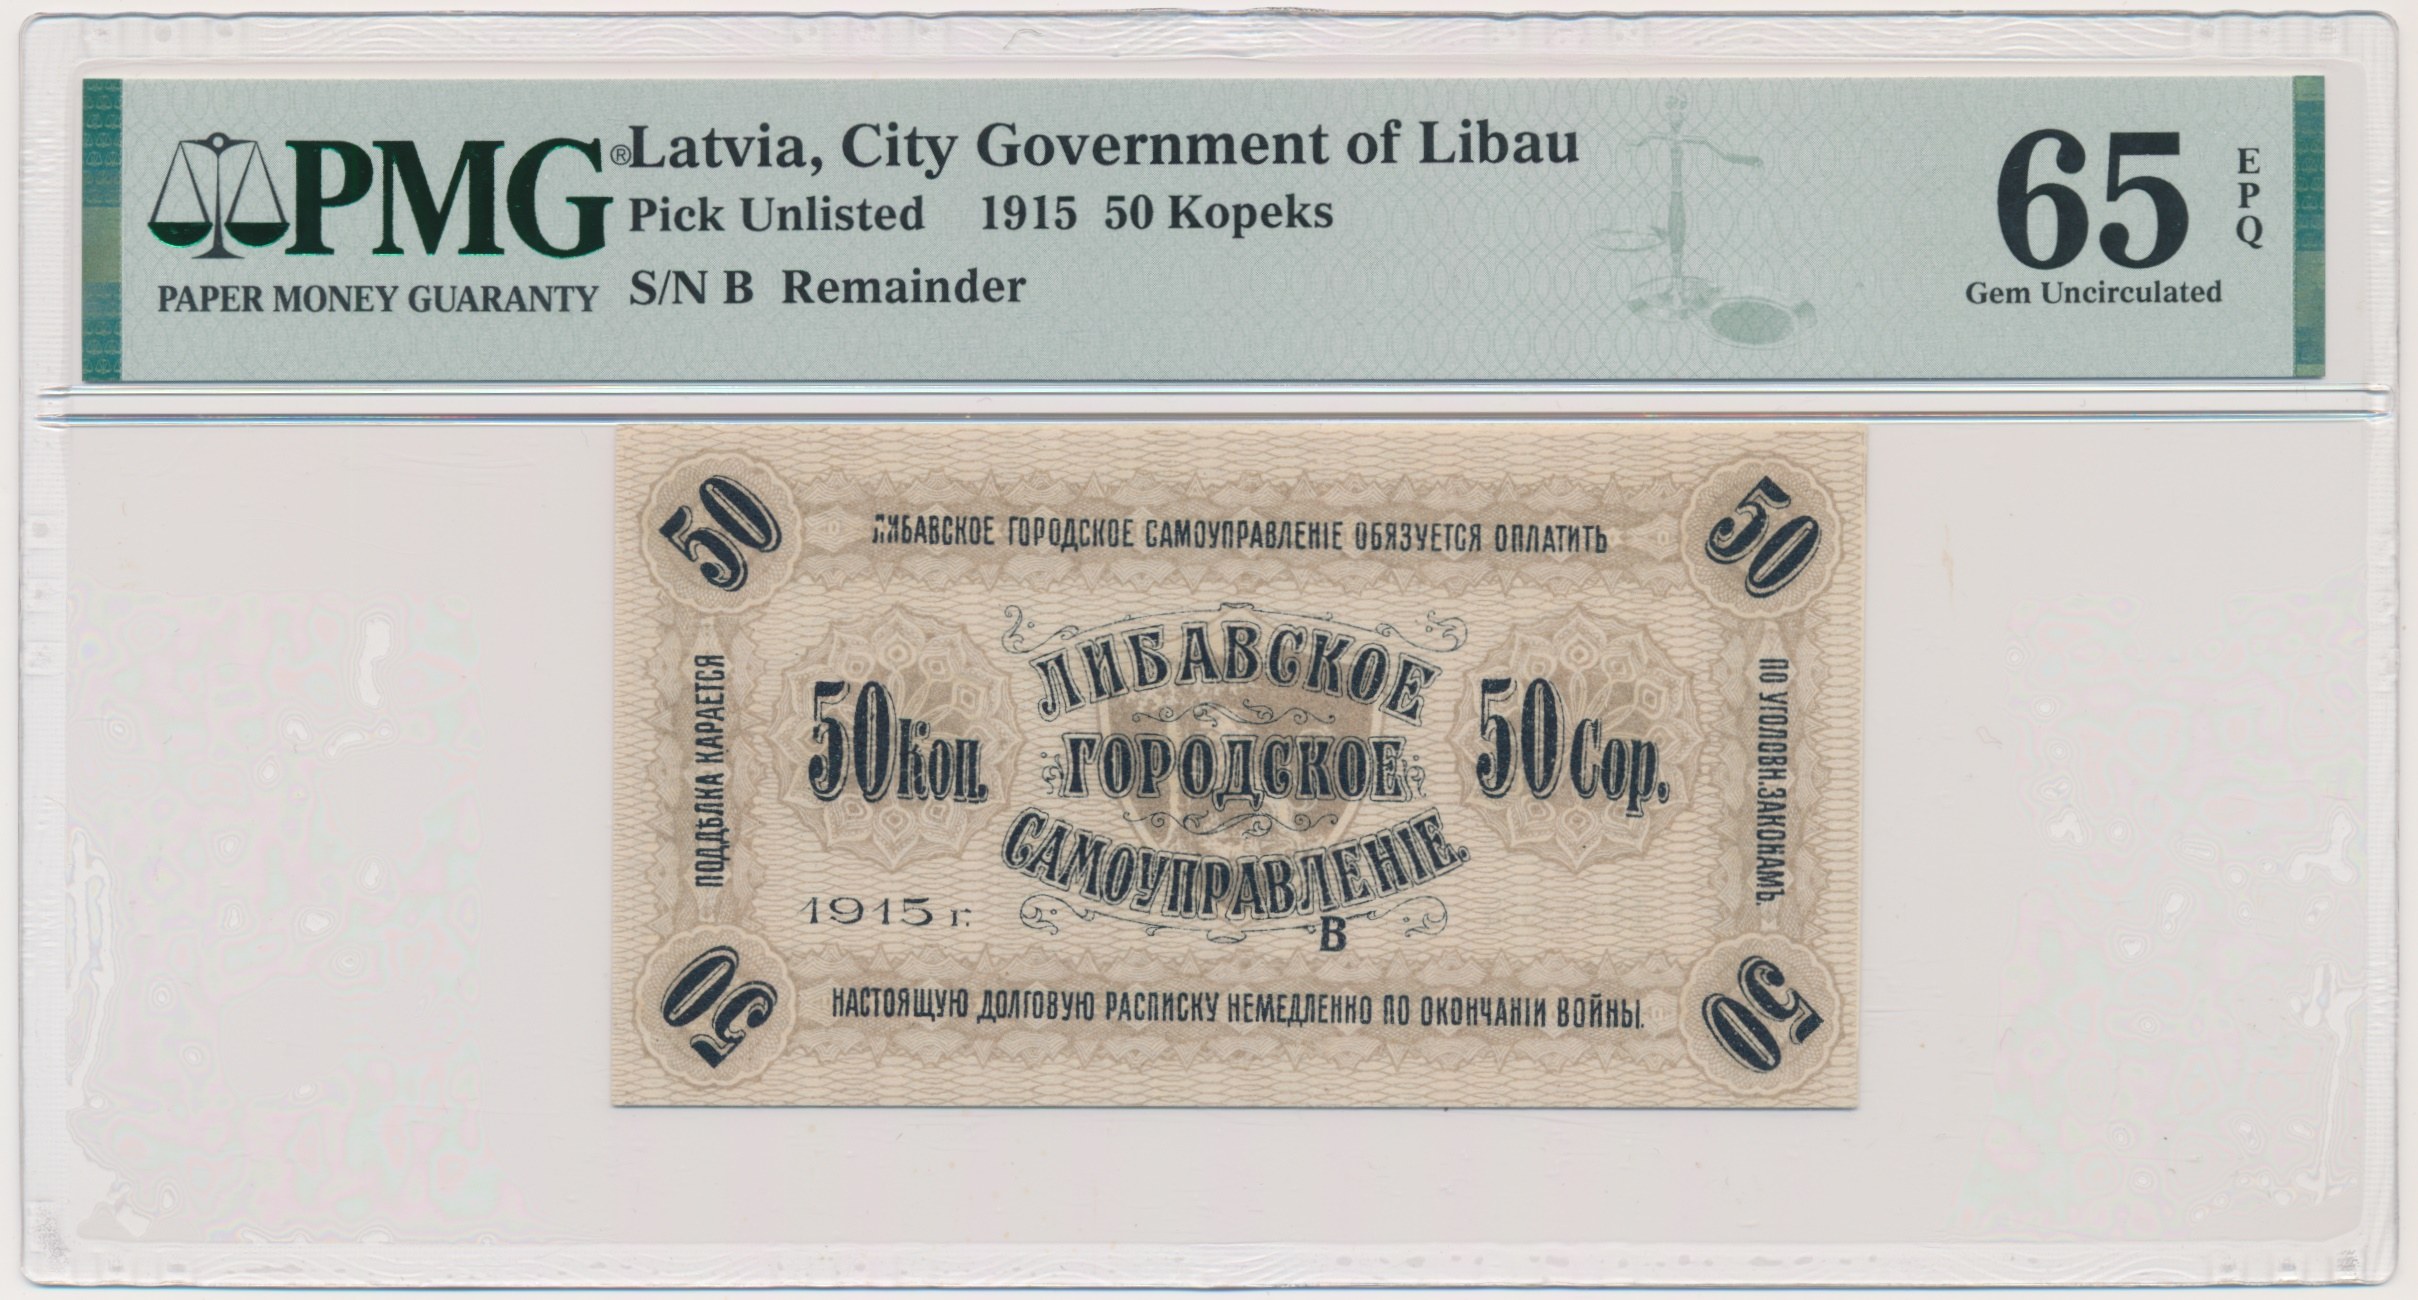 PMG®
PAPER MONEY GUARANTY
Latvia, City Government of Libau
Pick Unlisted 1915 50 Kopeks
S/N B Remainder
65
EPQ
Gem Uncirculated
50
50
ЛИБАВСКОЕ ГОРОДСКОЕ САМОУПРАВЛЕНІЕ ОБЯЗУЕТСЯ ОПЛАТИТЬ
ПОДДѢЛКА КАРАЕТСЯ
50 Коп.
ЛИБАВСКОЕ
ГОРОДСКОЕ
САМОУПРАВЛЕНІЕ.
50 Сор.
ПО УГОЛОВН. ЗАКОНАМЪ.
1915 г.
В
50
50
НАСТОЯЩУЮ ДОЛГОВУЮ РАСПИСКУ НЕМЕДЛЕННО ПО ОКОНЧАНІИ ВОЙНЫ.